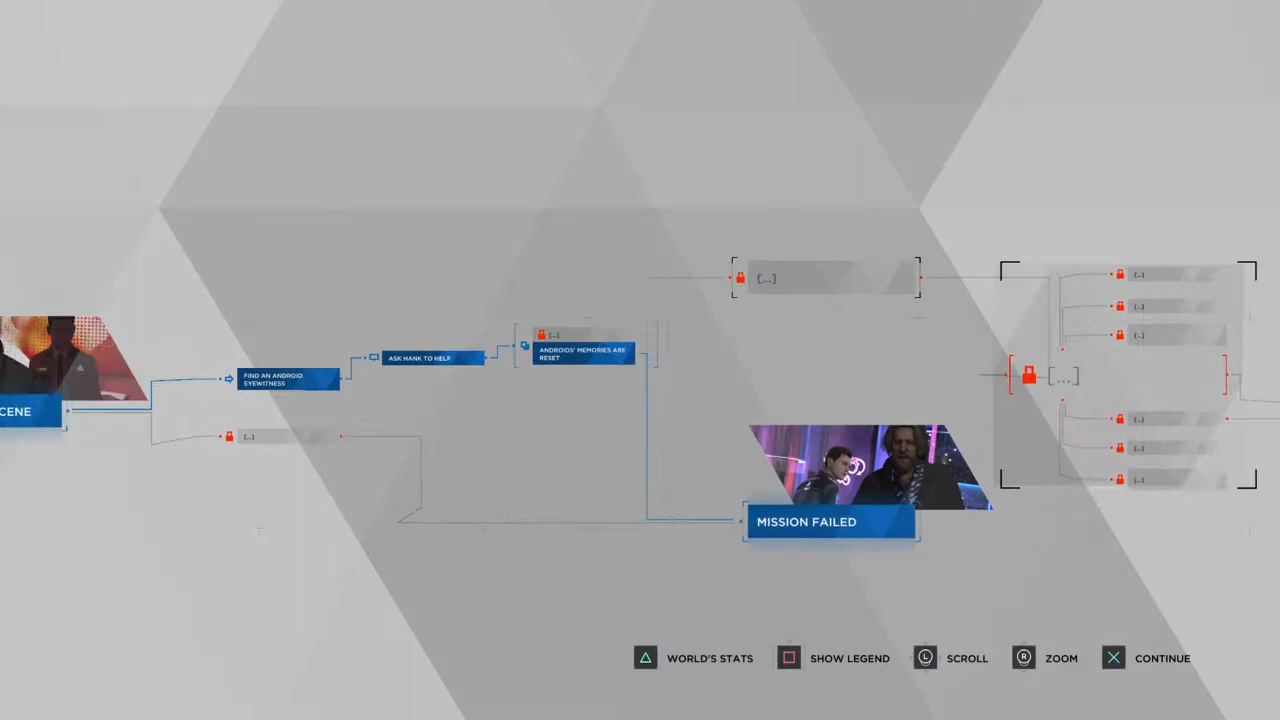 [...]
[...]
[...]
[...]
[...]
ANDROIDS' MEMORIES ARE
RESET
ASK HANK TO HELP
FIND AN ANDROID
EYEWITNESS
[...]
CENE
[...]
[...]
[...]
[...]
MISSION FAILED
WORLD'S STATS
SHOW LEGEND
L
SCROLL
R
ZOOM
CONTINUE